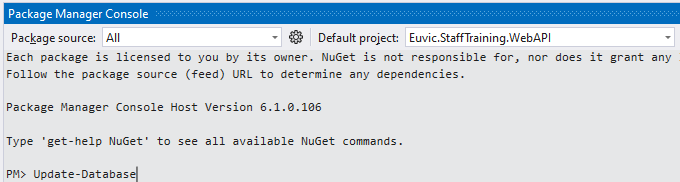 Package Manager Console
Package source: All Default project: Euvic.StaffTraining.WebAPI
Each package is licensed to you by its owner. NuGet is not responsible for, nor does it grant any
Follow the package source (feed) URL to determine any dependencies.
Package Manager Console Host Version 6.1.0.106
Type 'get-help NuGet' to see all available NuGet commands.
PM> Update-Database